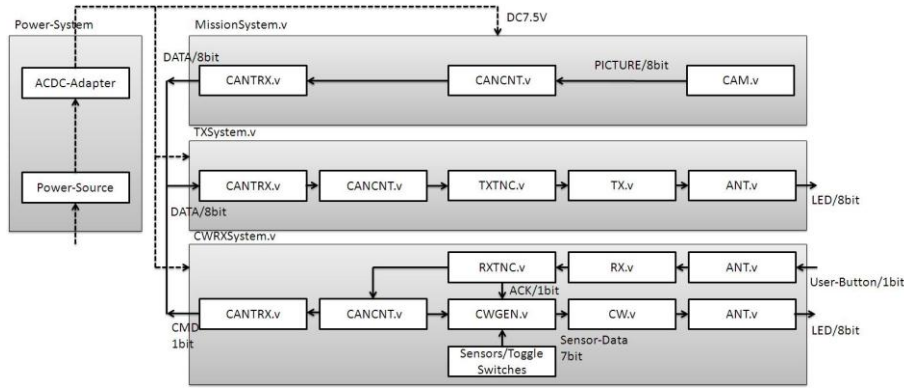 Power-System
ACDC-Adapter
Power-Source
DC7.5V
MissionSystem.v
DATA/8bit
CANTRX.v
CANCNT.v
PICTURE/8bit
CAM.v
TXSystem.v
CANTRX.v
CANCNT.v
TXTNC.v
TX.v
ANT.v
DATA/8bit
LED/8bit
CWRXSystem.v
RXTNC.v
RX.v
ANT.v
User-Button/1bit
ACK/1bit
CMD
1bit
CANTRX.v
CANCNT.v
CWGEN.v
CW.v
ANT.v
LED/8bit
Sensor-Data
7bit
Sensors/Toggle
Switches